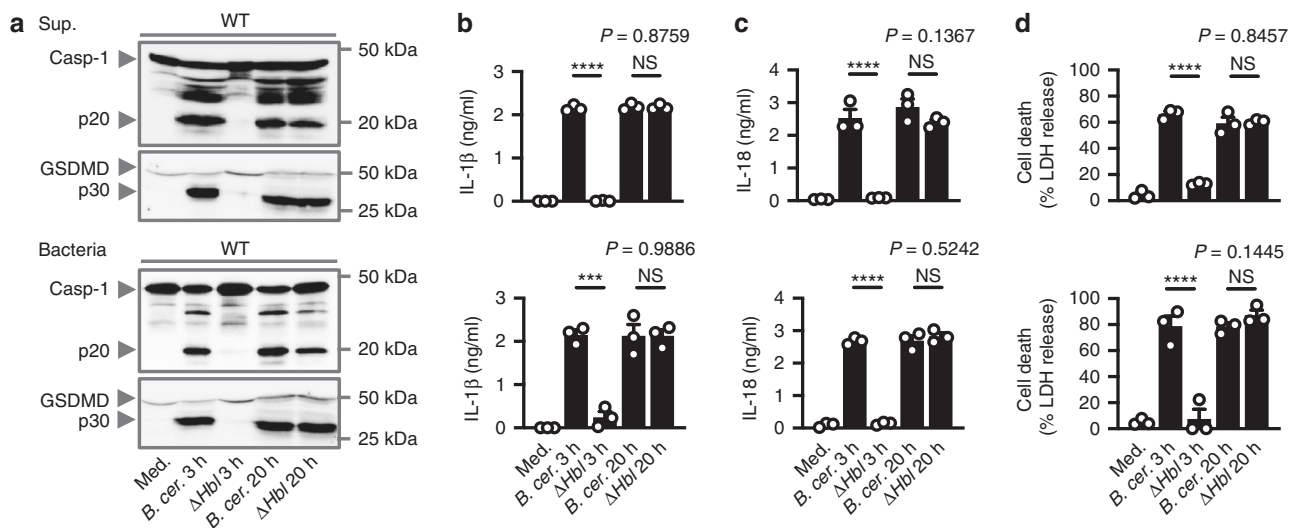 a
Sup.
WT
Casp-1
50 kDa
p20
20 kDa
GSDMD
50 kDa
p30
25 kDa
Bacteria
WT
Casp-1
50 kDa
p20
20 kDa
GSDMD
50 kDa
p30
25 kDa
Med.
B. cer. 3 h
ΔHbl 3 h
B. cer. 20 h
ΔHbl 20 h
b
P = 0.8759
**** NS
IL-1β (ng/ml)
3
2
1
0
P = 0.9886
*** NS
IL-1β (ng/ml)
3
2
1
0
Med.
B. cer. 3 h
ΔHbl 3 h
B. cer. 20 h
ΔHbl 20 h
c
P = 0.1367
**** NS
IL-18 (ng/ml)
4
3
2
1
0
P = 0.5242
**** NS
IL-18 (ng/ml)
4
3
2
1
0
Med.
B. cer. 3 h
ΔHbl 3 h
B. cer. 20 h
ΔHbl 20 h
d
P = 0.8457
**** NS
Cell death
(% LDH release)
100
80
60
40
20
0
P = 0.1445
**** NS
Cell death
(% LDH release)
100
80
60
40
20
0
Med.
B. cer. 3 h
ΔHbl 3 h
B. cer. 20 h
ΔHbl 20 h